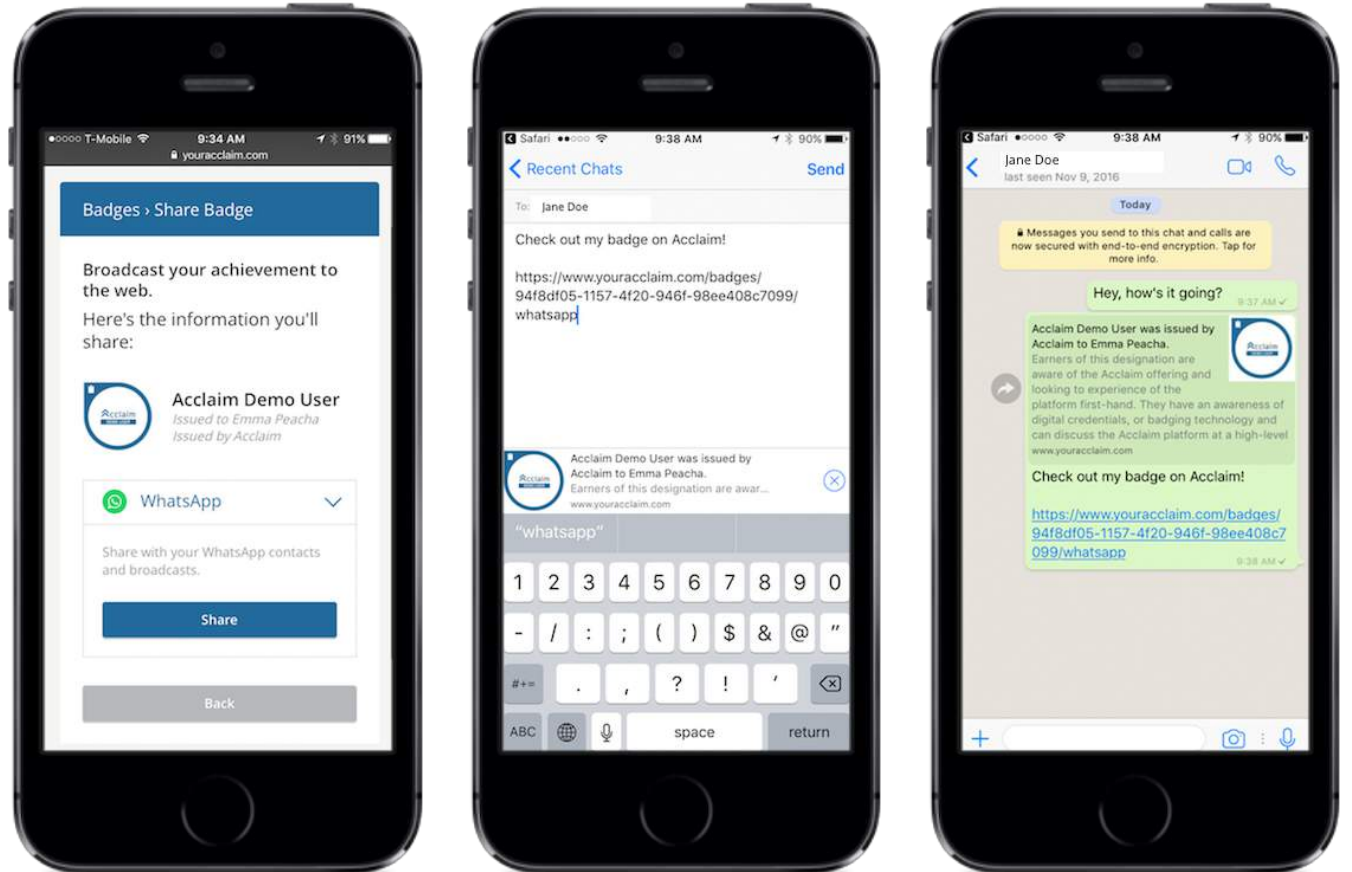 T-Mobile 9:34 AM 91%
youracclaim.com
Badges › Share Badge
Broadcast your achievement to
the web.
Here's the information you'll
share:
Acclaim
Acclaim Demo User
Issued to Emma Peacha
Issued by Acclaim
WhatsApp
Share with your WhatsApp contacts
and broadcasts.
Share
Back
Safari 9:38 AM 90%
Recent Chats Send
To: Jane Doe
Check out my badge on Acclaim!
https://www.youracclaim.com/badges/
94f8df05-1157-4f20-946f-98ee408c7099/
whatsapp
Acclaim
Acclaim Demo User was issued by
Acclaim to Emma Peacha.
Earners of this designation are awar...
www.youracclaim.com
"whatsapp"
1 2 3 4 5 6 7 8 9 0
- / : ; ( ) $ & @ "
#+= . , ? ! '
ABC space return
Safari 9:38 AM 90%
Jane Doe
last seen Nov 9, 2016
Today
Messages you send to this chat and calls are
now secured with end-to-end encryption. Tap for
more info.
Hey, how's it going? 9:37 AM
Acclaim Demo User was issued by
Acclaim to Emma Peacha.
Earners of this designation are
aware of the Acclaim offering and
looking to experience of the
platform first-hand. They have an awareness of
digital credentials, or badging technology and
can discuss the Acclaim platform at a high-level
www.youracclaim.com
Acclaim
Check out my badge on Acclaim!
https://www.youracclaim.com/badges/
94f8df05-1157-4f20-946f-98ee408c7
099/whatsapp
9:38 AM